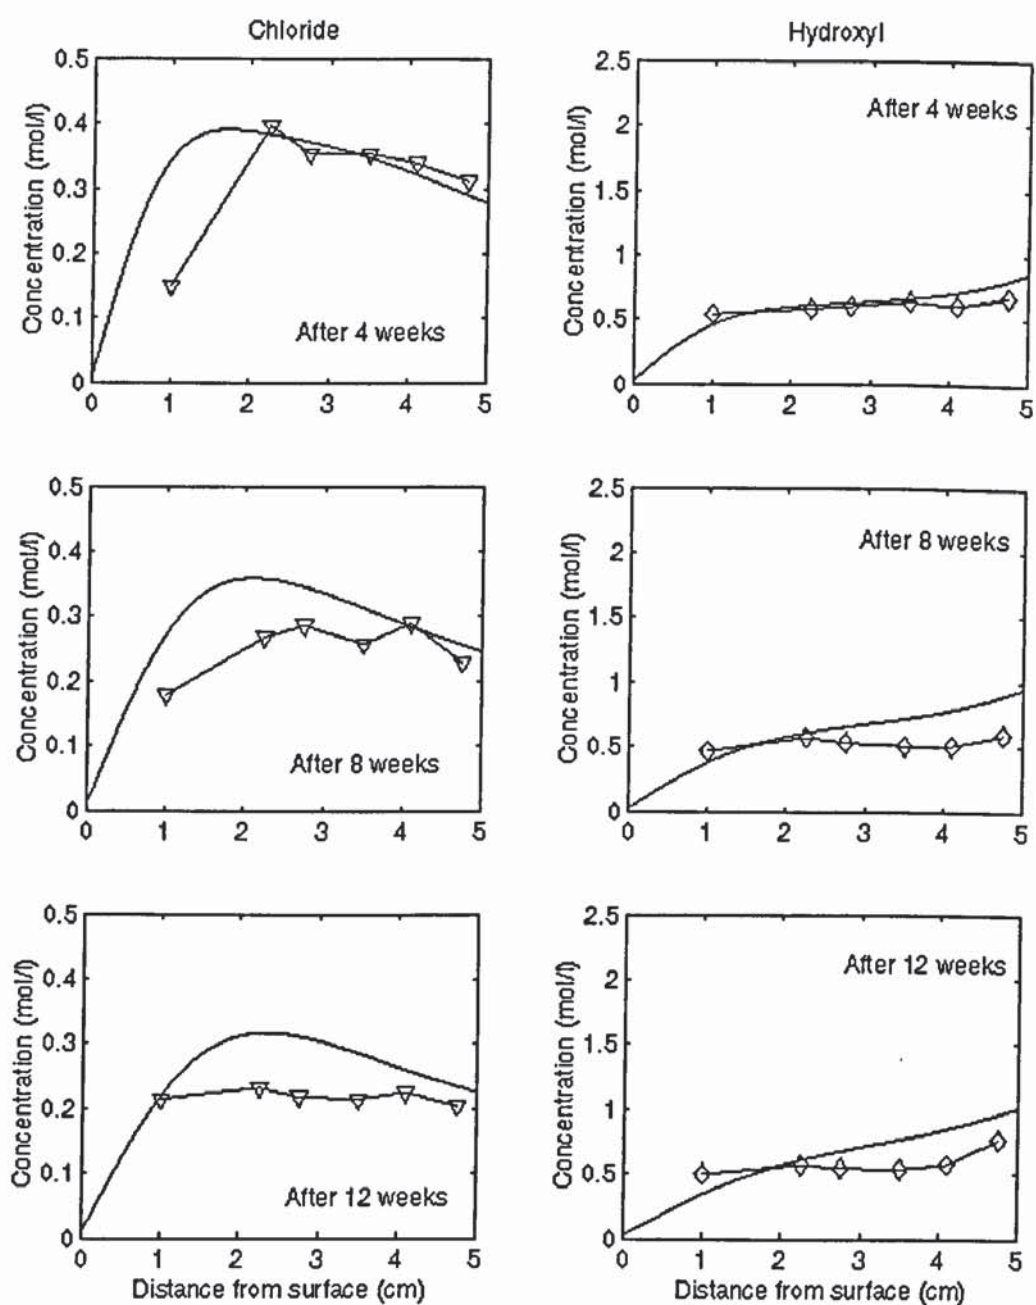 Chloride
Hydroxyl
Concentration (mol/l)
0.5
0.4
0.3
0.2
0.1
0
After 4 weeks
0 1 2 3 4 5
Concentration (mol/l)
2.5
2
1.5
1
0.5
0
After 4 weeks
0 1 2 3 4 5
Concentration (mol/l)
0.5
0.4
0.3
0.2
0.1
0
After 8 weeks
0 1 2 3 4 5
Concentration (mol/l)
2.5
2
1.5
1
0.5
0
After 8 weeks
0 1 2 3 4 5
Concentration (mol/l)
0.5
0.4
0.3
0.2
0.1
0
After 12 weeks
0 1 2 3 4 5
Distance from surface (cm)
Concentration (mol/l)
2.5
2
1.5
1
0.5
0
After 12 weeks
0 1 2 3 4 5
Distance from surface (cm)